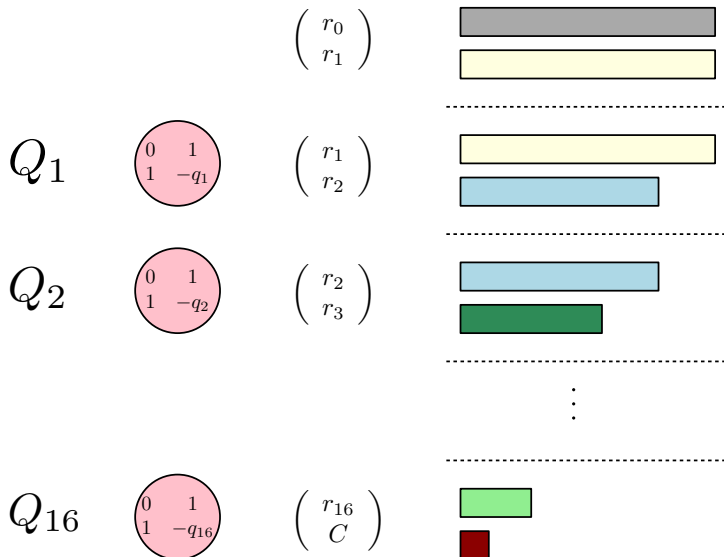 ( r₀ )
( r₁ )
Q₁ 0 1 ( r₁ )
1 −q₁ ( r₂ )
Q₂ 0 1 ( r₂ )
1 −q₂ ( r₃ )
⋮
Q₁₆ 0 1 ( r₁₆ )
1 −q₁₆ ( C )